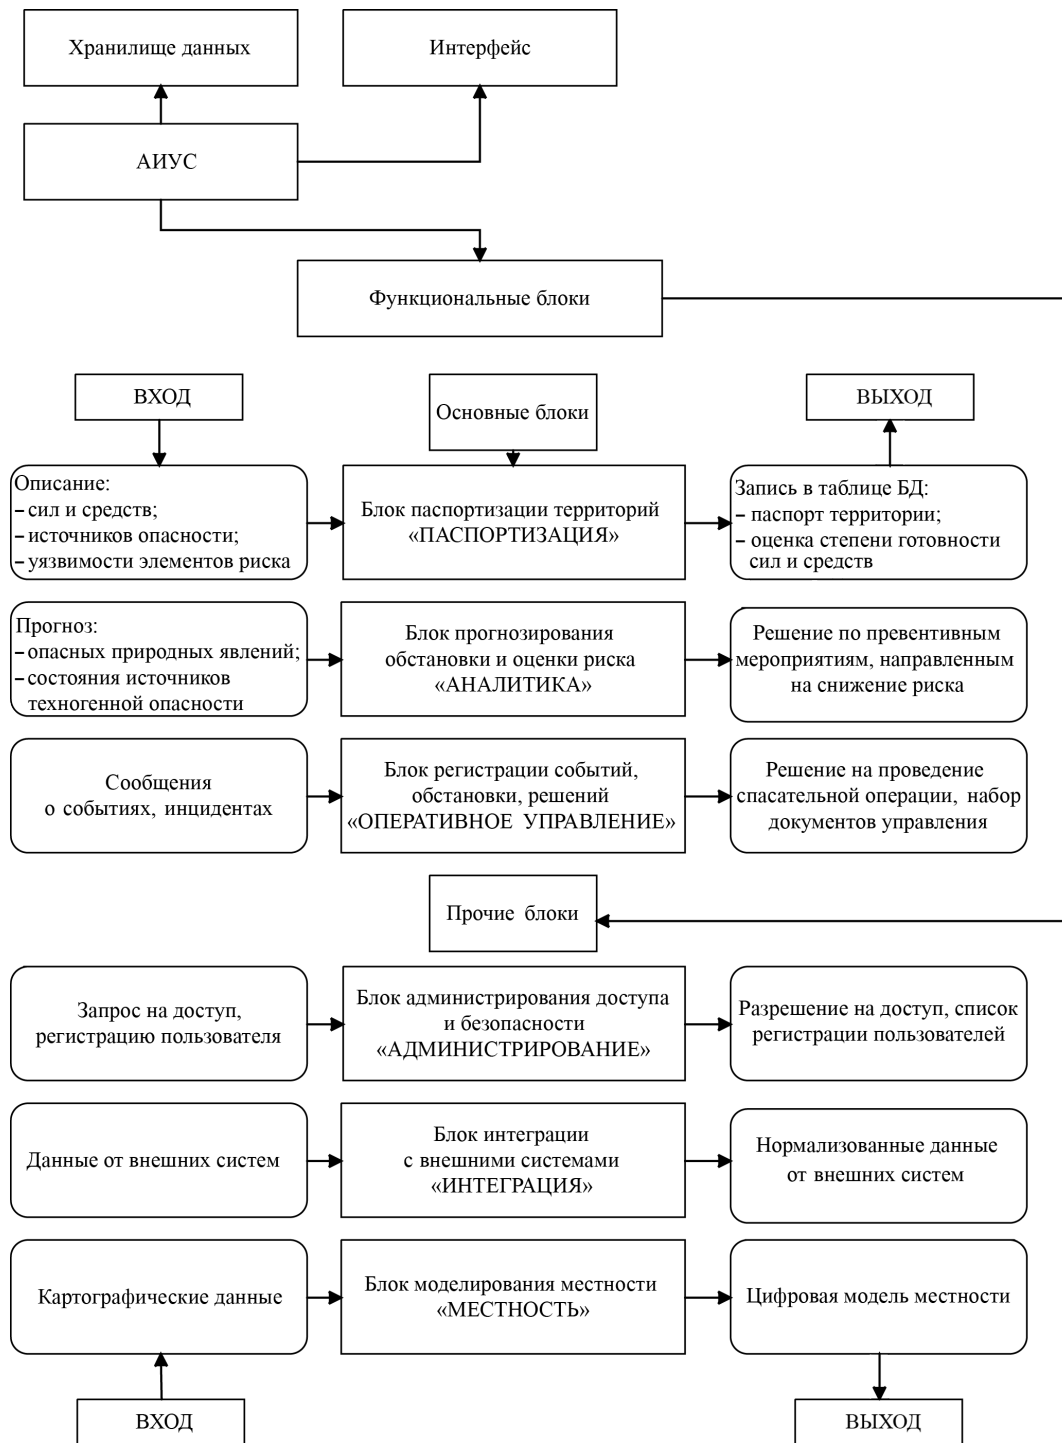 Хранилище данных
Интерфейс
АИУС
Функциональные блоки
ВХОД
Основные блоки
ВЫХОД
Описание:
– сил и средств;
– источников опасности;
– уязвимости элементов риска
Блок паспортизации территорий
«ПАСПОРТИЗАЦИЯ»
Запись в таблице БД:
– паспорт территории;
– оценка степени готовности
сил и средств
Прогноз:
– опасных природных явлений;
– состояния источников
техногенной опасности
Блок прогнозирования
обстановки и оценки риска
«АНАЛИТИКА»
Решение по превентивным
мероприятиям, направленным
на снижение риска
Сообщения
о событиях, инцидентах
Блок регистрации событий,
обстановки, решений
«ОПЕРАТИВНОЕ УПРАВЛЕНИЕ»
Решение на проведение
спасательной операции, набор
документов управления
Прочие блоки
Запрос на доступ,
регистрацию пользователя
Блок администрирования доступа
и безопасности
«АДМИНИСТРИРОВАНИЕ»
Разрешение на доступ, список
регистрации пользователей
Данные от внешних систем
Блок интеграции
с внешними системами
«ИНТЕГРАЦИЯ»
Нормализованные данные
от внешних систем
Картографические данные
Блок моделирования местности
«МЕСТНОСТЬ»
Цифровая модель местности
ВХОД
ВЫХОД